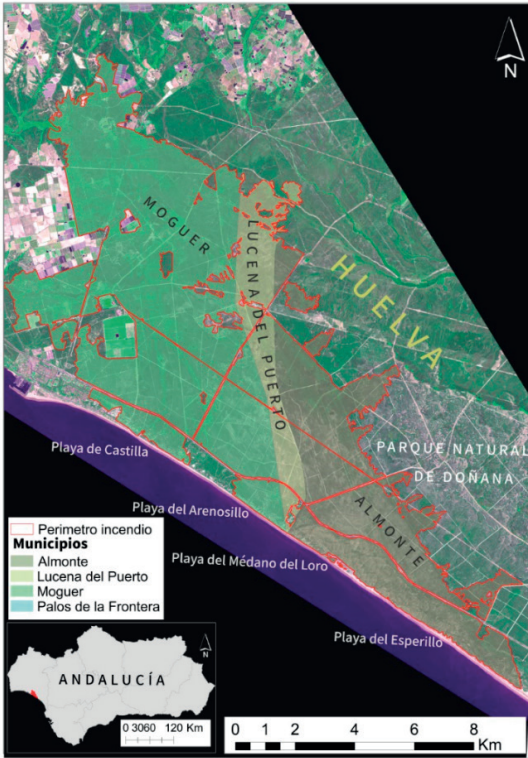 N
MOGUER
LUCENA DEL PUERTO
HUELVA
PARQUE NATURAL
DE DOÑANA
ALMONTE
Playa de Castilla
Playa del Arenosillo
Playa del Médano del Loro
Playa del Esperillo
Perimetro incendio
Municipios
Almonte
Lucena del Puerto
Moguer
Palos de la Frontera
N
ANDALUCÍA
0 3060 120 Km
0 1 2 4 6 8
Km